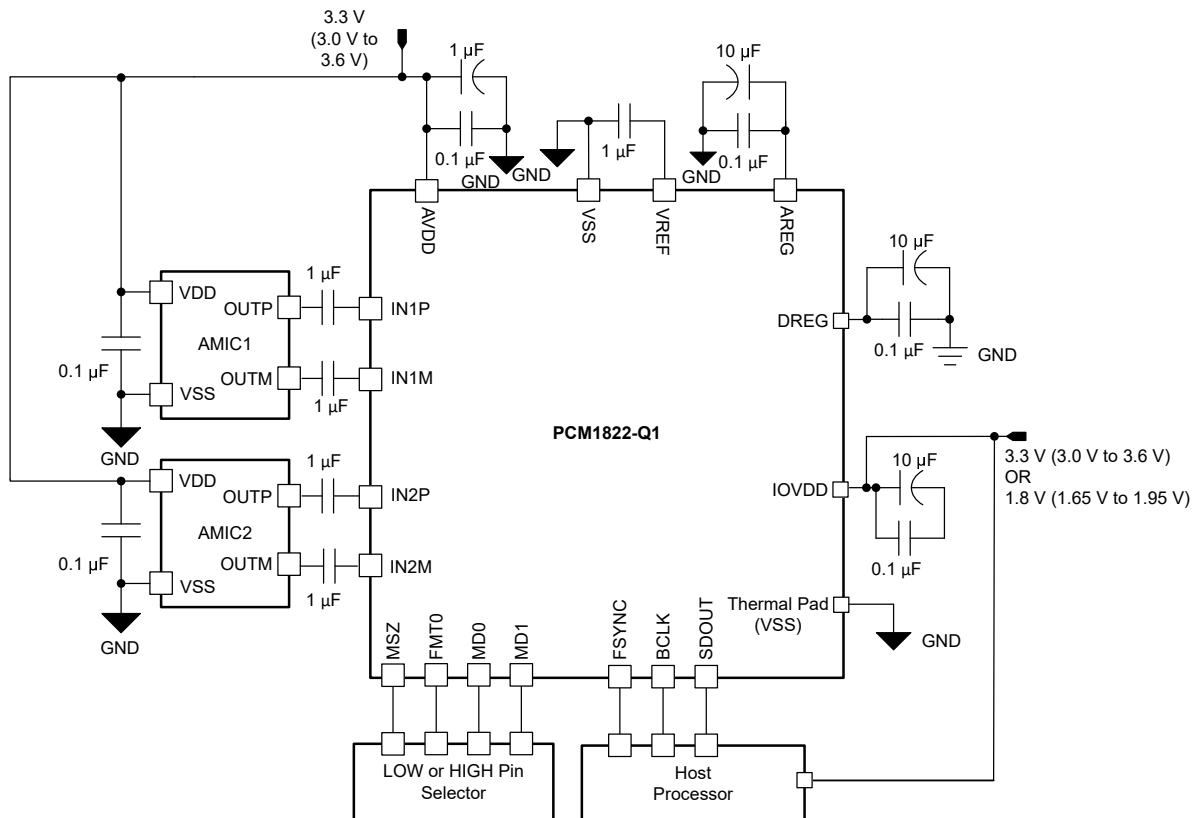 3.3 V
(3.0 V to
3.6 V)
1 µF
0.1 µF
GND
GND
1 µF
10 µF
0.1 µF
GND
AVDD
VSS
VREF
AREG
10 µF
DREG
0.1 µF
GND
VDD
OUTP
AMIC1
OUTM
VSS
0.1 µF
GND
1 µF
1 µF
IN1P
IN1M
PCM1822-Q1
VDD
OUTP
AMIC2
OUTM
VSS
0.1 µF
GND
1 µF
1 µF
IN2P
IN2M
IOVDD
10 µF
0.1 µF
3.3 V (3.0 V to 3.6 V)
OR
1.8 V (1.65 V to 1.95 V)
Thermal Pad
(VSS)
GND
MSZ
FMT0
MD0
MD1
FSYNC
BCLK
SDOUT
LOW or HIGH Pin
Selector
Host
Processor